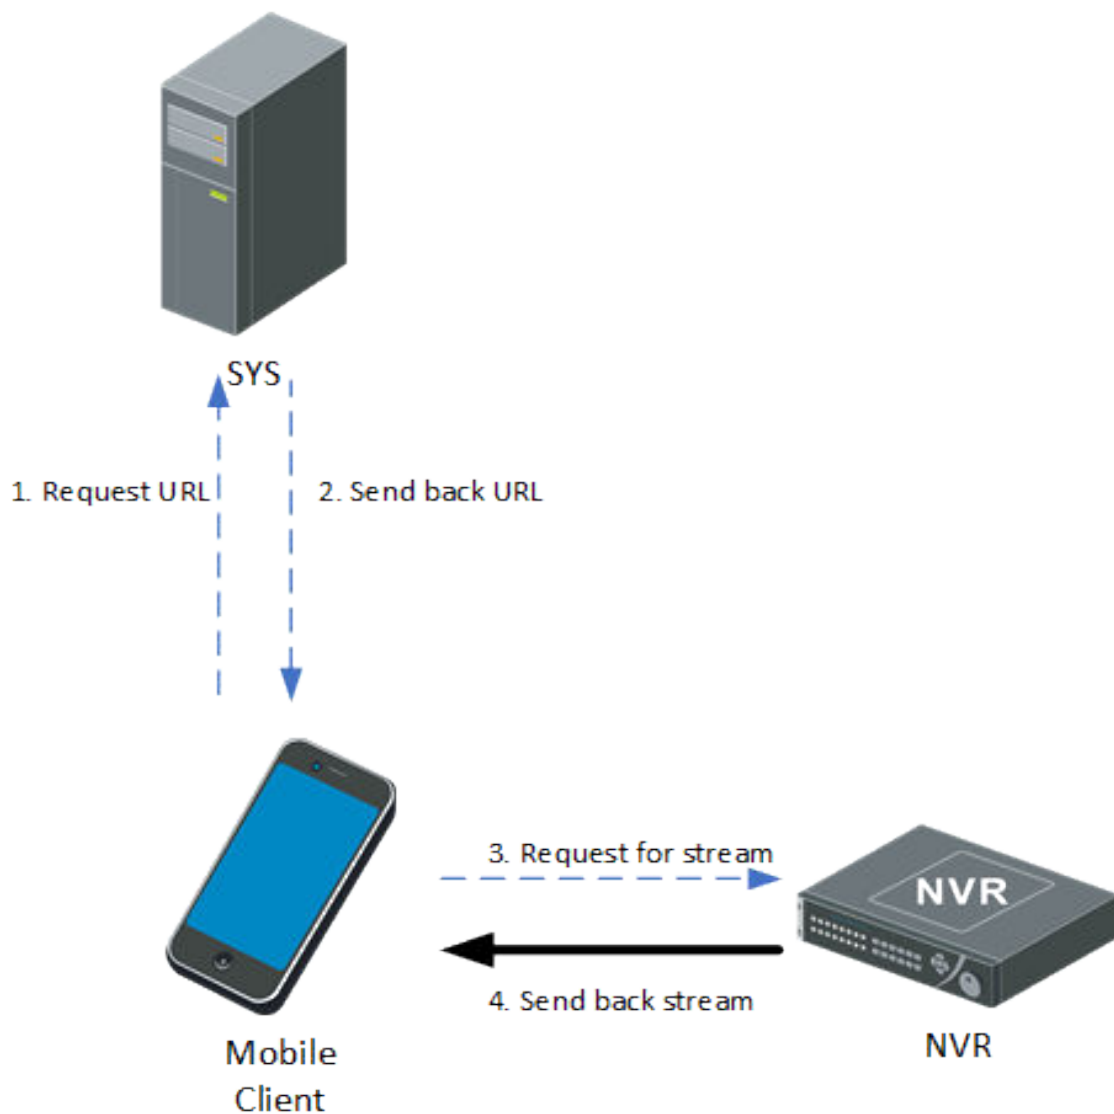 SYS
1. Request URL
2. Send back URL
3. Request for stream
NVR
4. Send back stream
Mobile
Client
NVR